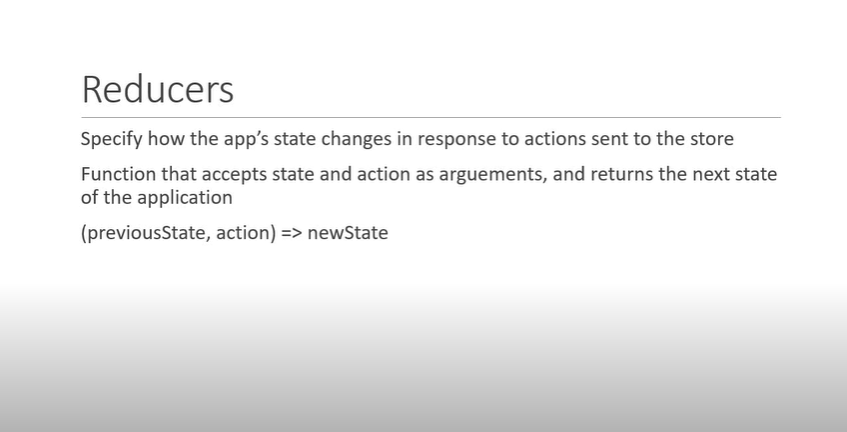 Reducers
Specify how the app’s state changes in response to actions sent to the store
Function that accepts state and action as arguements, and returns the next state
of the application
(previousState, action) => newState